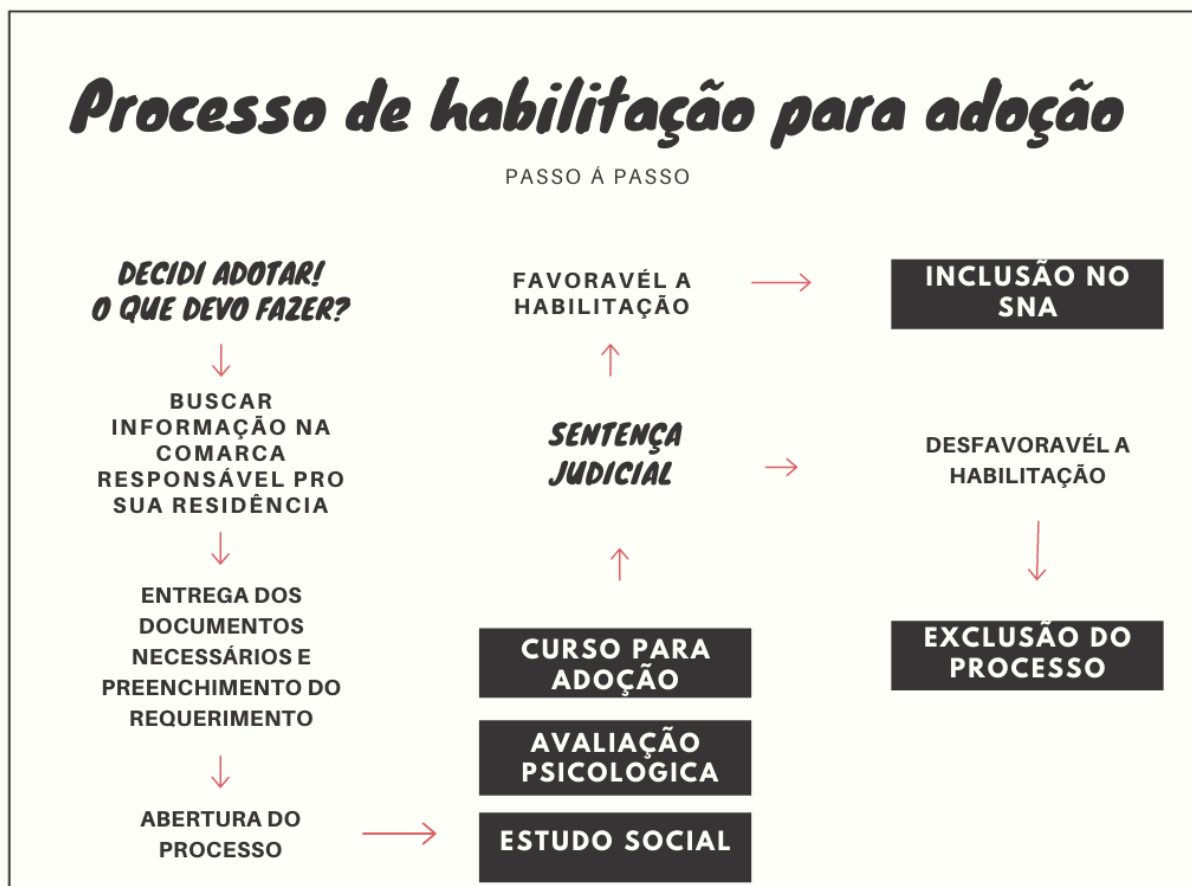 Processo de habilitação para adoção
PASSO Á PASSO
DECIDI ADOTAR!
O QUE DEVO FAZER?
BUSCAR
INFORMAÇÃO NA
COMARCA
RESPONSÁVEL PRO
SUA RESIDÊNCIA
ENTREGA DOS
DOCUMENTOS
NECESSÁRIOS E
PREENCHIMENTO DO
REQUERIMENTO
ABERTURA DO
PROCESSO
ESTUDO SOCIAL
AVALIAÇÃO
PSICOLOGICA
CURSO PARA
ADOÇÃO
SENTENÇA
JUDICIAL
FAVORAVÉL A
HABILITAÇÃO
INCLUSÃO NO
SNA
DESFAVORAVÉL A
HABILITAÇÃO
EXCLUSÃO DO
PROCESSO